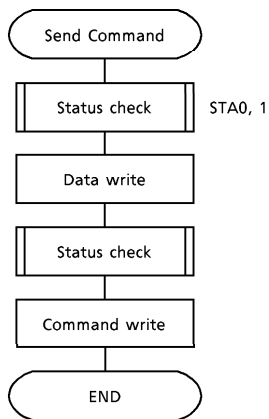 Send Command
Status check STA0, 1
Data write
Status check
Command write
END